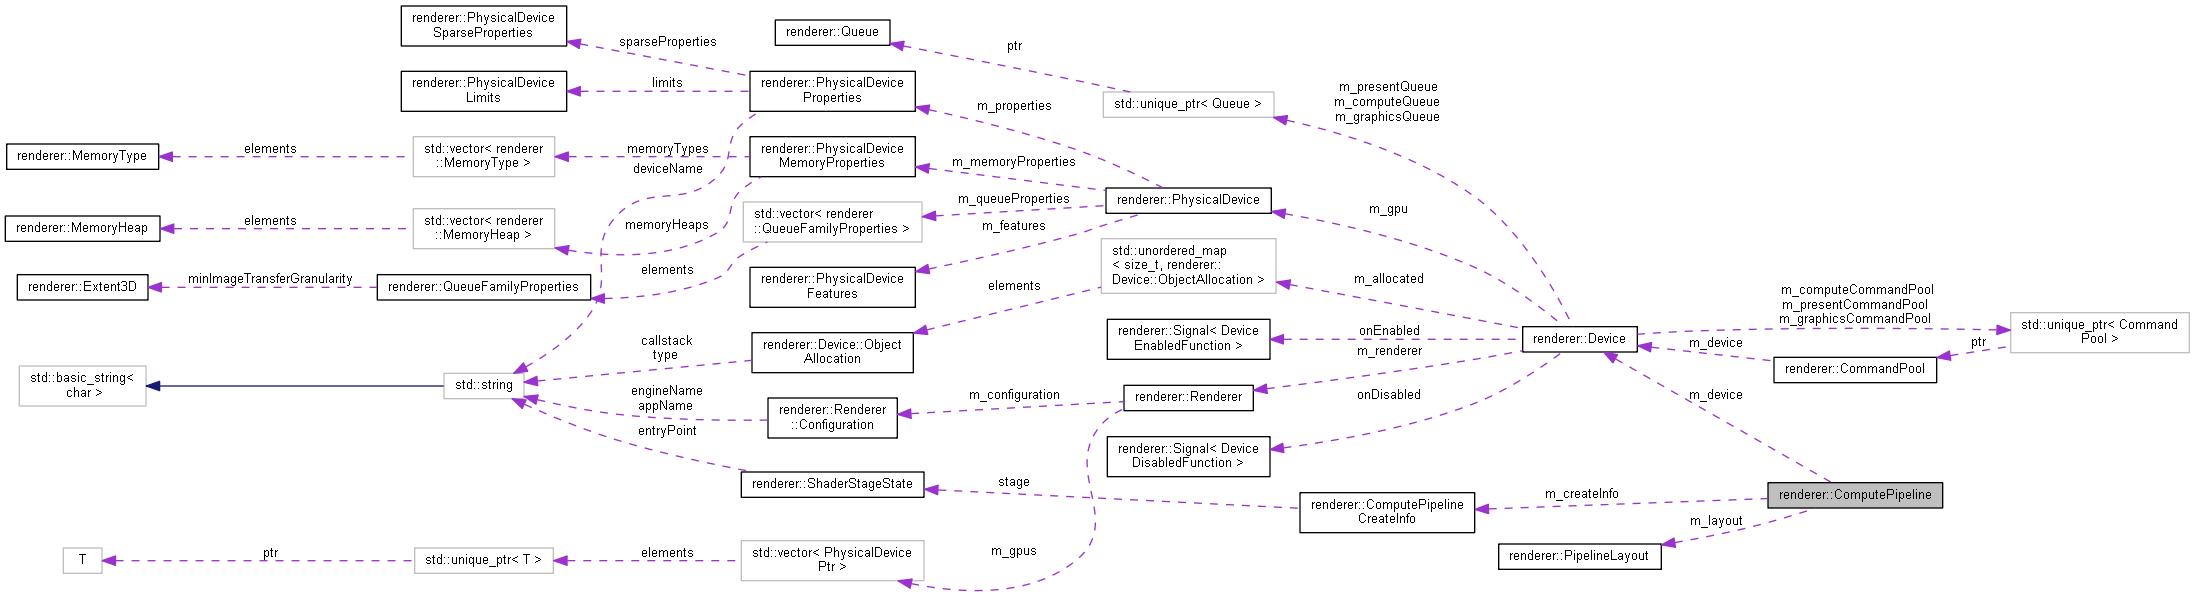 renderer::PhysicalDevice
SparseProperties
renderer::PhysicalDevice
Limits
renderer::MemoryType
renderer::MemoryHeap
renderer::Extent3D
std::basic_string<
char >
T
elements
elements
minImageTransferGranularity
ptr
std::vector< renderer
::MemoryType >
std::vector< renderer
::MemoryHeap >
renderer::QueueFamilyProperties
std::string
std::unique_ptr< T >
sparseProperties
limits
memoryTypes
deviceName
memoryHeaps
elements
callstack
type
engineName
appName
entryPoint
elements
renderer::Queue
renderer::PhysicalDevice
Properties
renderer::PhysicalDevice
MemoryProperties
std::vector< renderer
::QueueFamilyProperties >
renderer::PhysicalDevice
Features
renderer::Device::Object
Allocation
renderer::Renderer
::Configuration
renderer::ShaderStageState
std::vector< PhysicalDevice
Ptr >
ptr
m_properties
m_memoryProperties
m_queueProperties
m_features
elements
m_configuration
stage
m_gpus
std::unique_ptr< Queue >
renderer::PhysicalDevice
std::unordered_map
< size_t, renderer::
Device::ObjectAllocation >
renderer::Signal< Device
EnabledFunction >
renderer::Renderer
renderer::Signal< Device
DisabledFunction >
renderer::ComputePipeline
CreateInfo
m_presentQueue
m_computeQueue
m_graphicsQueue
m_gpu
m_allocated
onEnabled
m_renderer
onDisabled
m_createInfo
m_layout
renderer::Device
renderer::PipelineLayout
m_computeCommandPool
m_presentCommandPool
m_graphicsCommandPool
m_device
m_device
renderer::CommandPool
renderer::ComputePipeline
ptr
std::unique_ptr< Command
Pool >